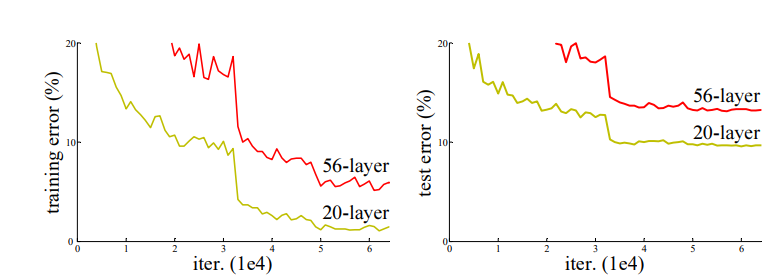 20
10
0
training error (%)
56-layer
20-layer
0 1 2 3 4 5 6
iter. (1e4)
20
10
0
test error (%)
56-layer
20-layer
0 1 2 3 4 5 6
iter. (1e4)